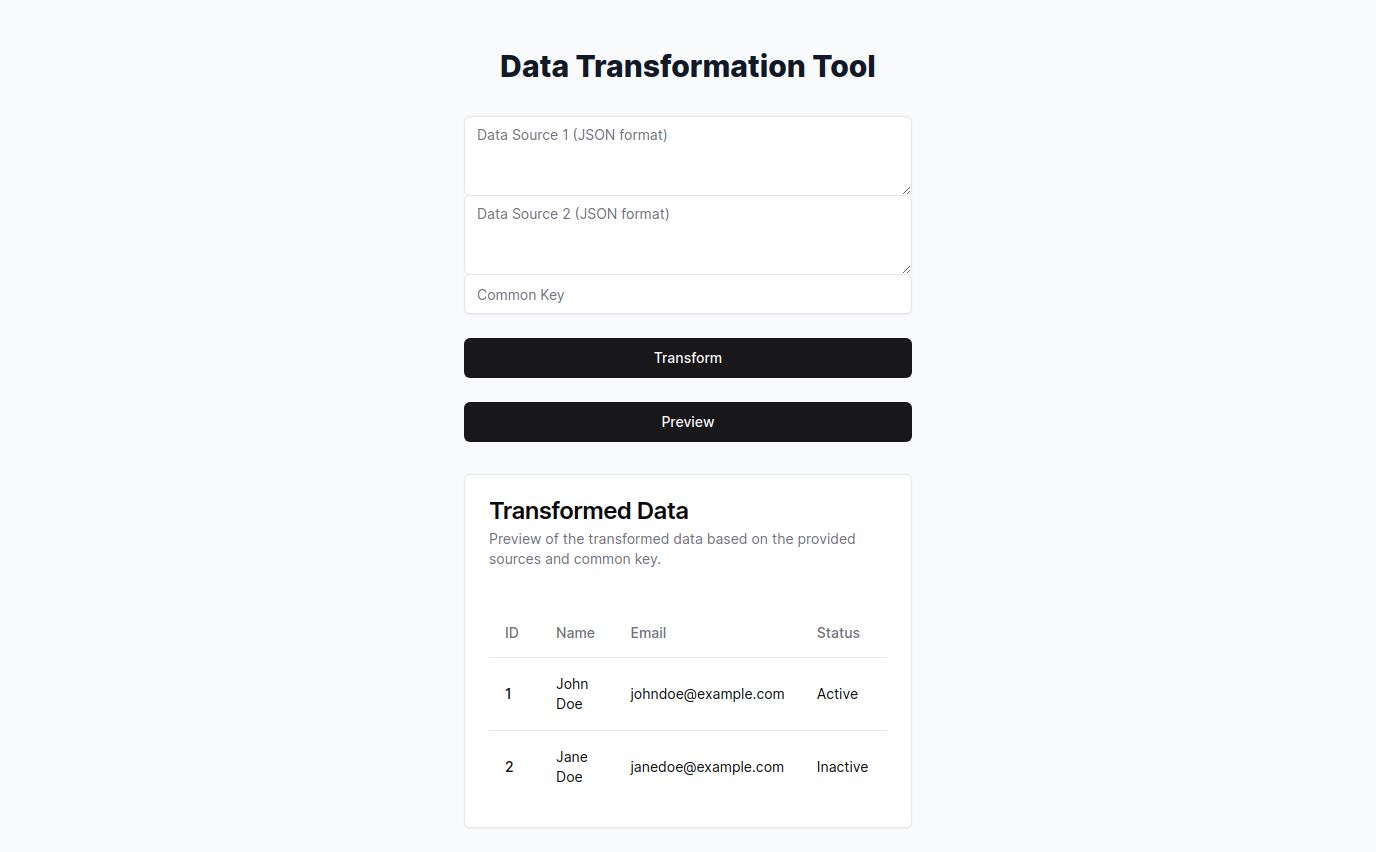 Data Transformation Tool
Data Source 1 (JSON format)
Data Source 2 (JSON format)
Common Key
Transform
Preview
Transformed Data
Preview of the transformed data based on the provided
sources and common key.
ID Name Email Status
1 John Doe johndoe@example.com Active
2 Jane Doe janedoe@example.com Inactive